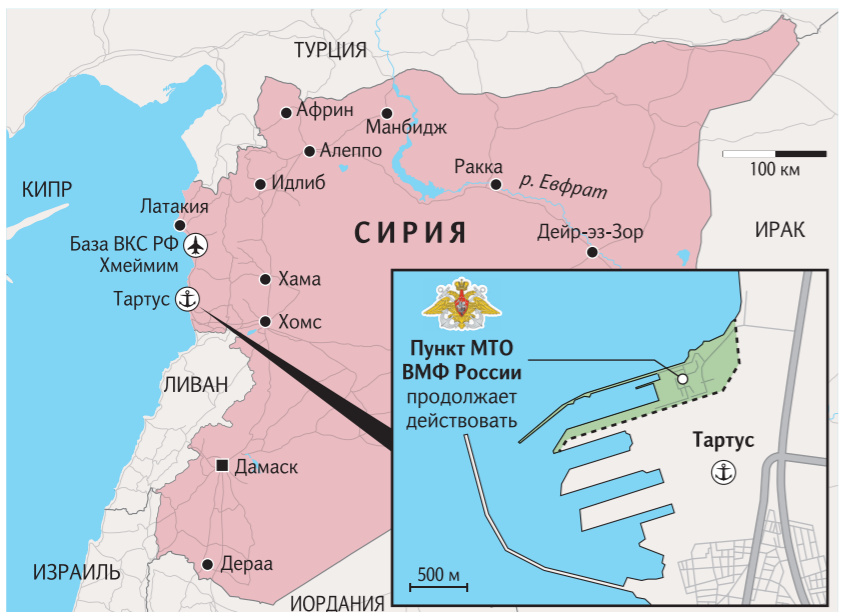 ТУРЦИЯ
Африн
Манбидж
Алеппо
100 км
КИПР
Идлиб
Ракка
р. Евфрат
Латакия
СИРИЯ
ИРАК
База ВКС РФ
Хмеймим
Дейр-эз-Зор
Хама
Тартус
Хомс
Пункт МТО
ВМФ России
продолжает
действовать
ЛИВАН
Тартус
Дамаск
Дераа
500 м
ИЗРАИЛЬ
ИОРДАНИЯ